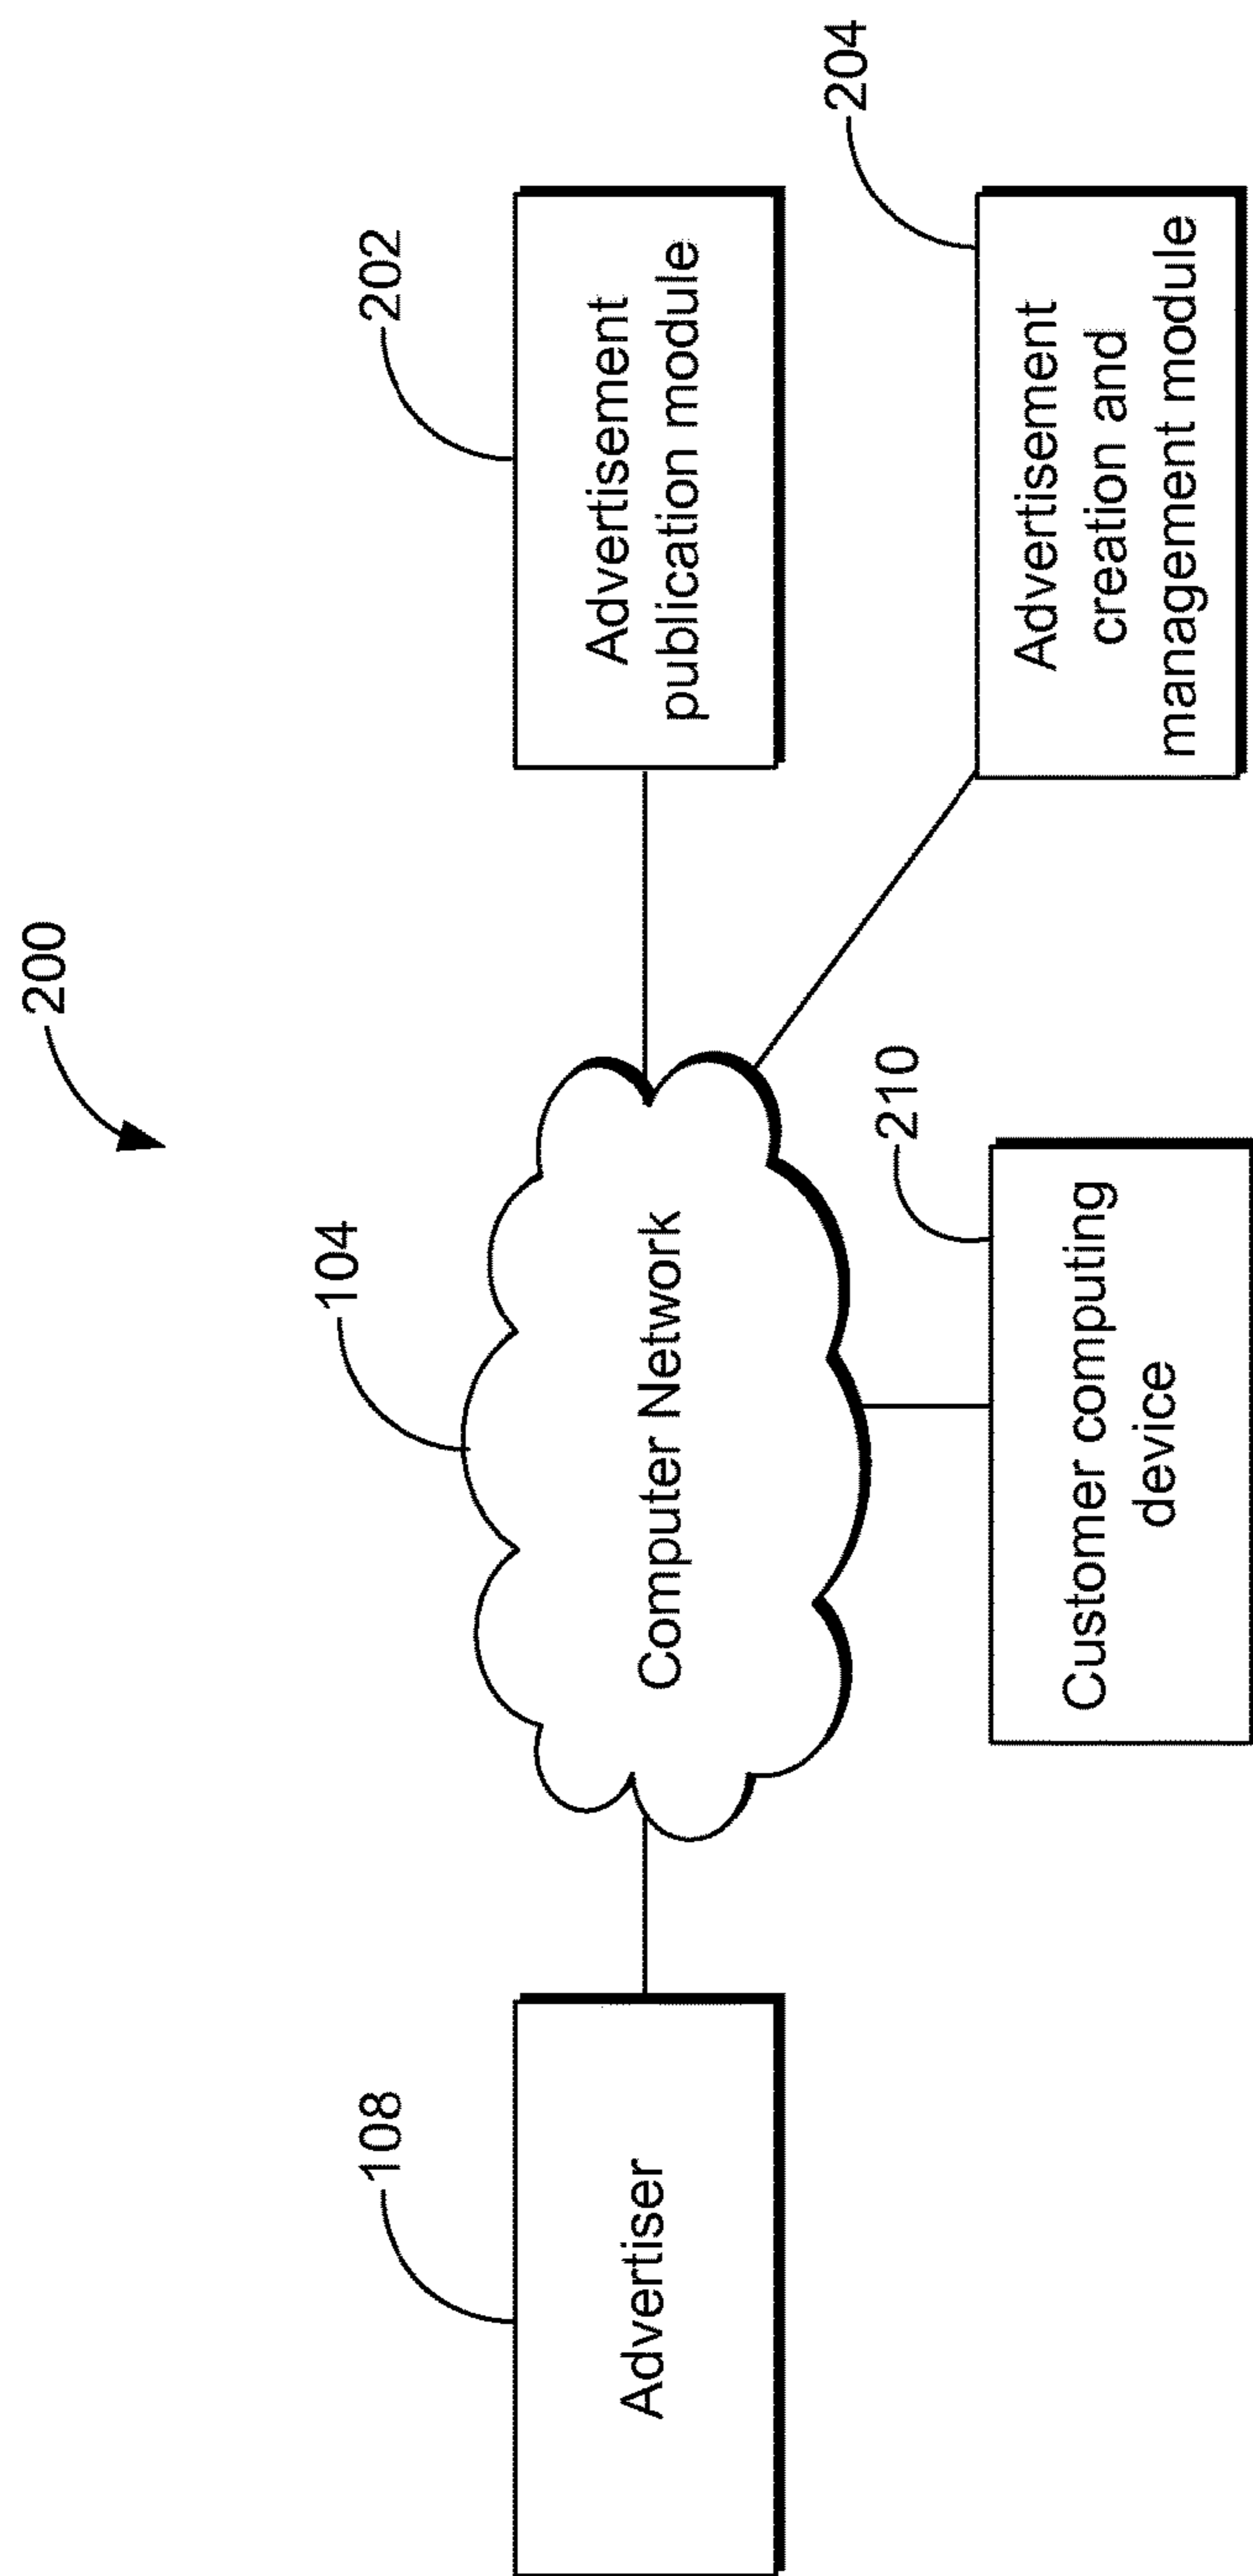 200
104
108
202
204
210
Advertiser
Computer Network
Advertisement
publication module
Advertisement
creation and
management module
Customer computing
device